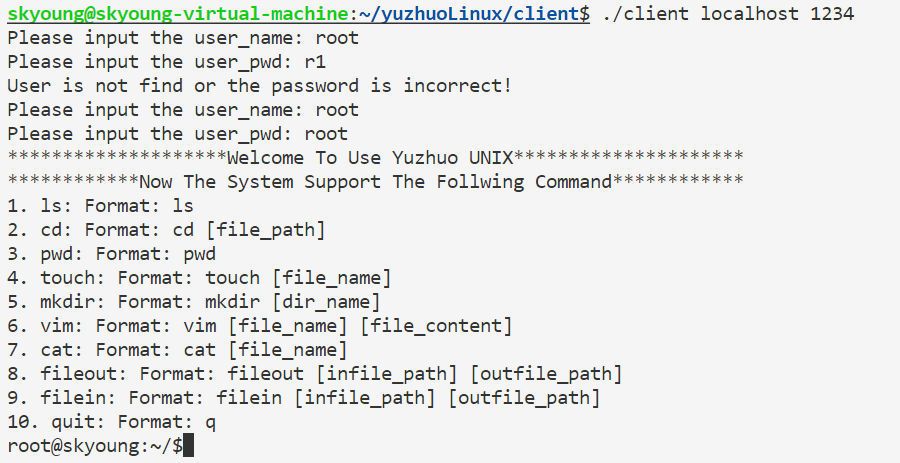 skyoung@skyoung-virtual-machine:~/yuzhuoLinux/client$ ./client localhost 1234
Please input the user_name: root
Please input the user_pwd: r1
User is not find or the password is incorrect!
Please input the user_name: root
Please input the user_pwd: root
********************Welcome To Use Yuzhuo UNIX*********************
************Now The System Support The Follwing Command************
1. ls: Format: ls
2. cd: Format: cd [file_path]
3. pwd: Format: pwd
4. touch: Format: touch [file_name]
5. mkdir: Format: mkdir [dir_name]
6. vim: Format: vim [file_name] [file_content]
7. cat: Format: cat [file_name]
8. fileout: Format: fileout [infile_path] [outfile_path]
9. filein: Format: filein [infile_path] [outfile_path]
10. quit: Format: q
root@skyoung:~/$